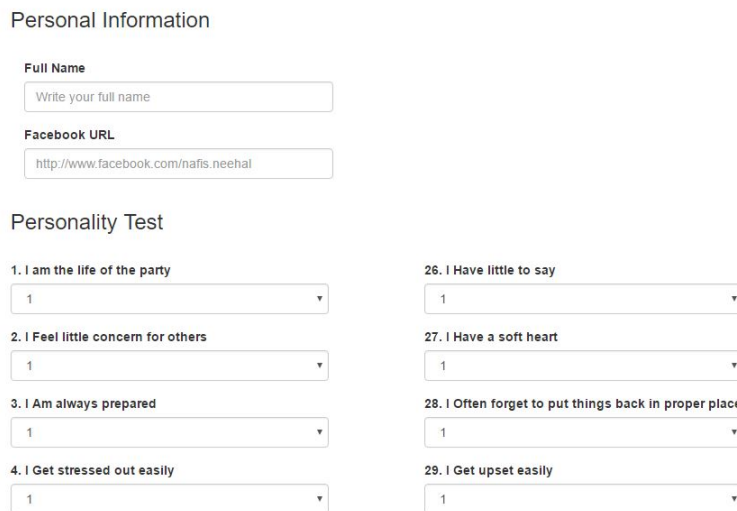 Personal Information
Full Name
Write your full name
Facebook URL
http://www.facebook.com/nafis.neehal
Personality Test
1. I am the life of the party
1
26. I Have little to say
1
2. I Feel little concern for others
1
27. I Have a soft heart
1
3. I Am always prepared
1
28. I Often forget to put things back in proper place
1
4. I Get stressed out easily
1
29. I Get upset easily
1